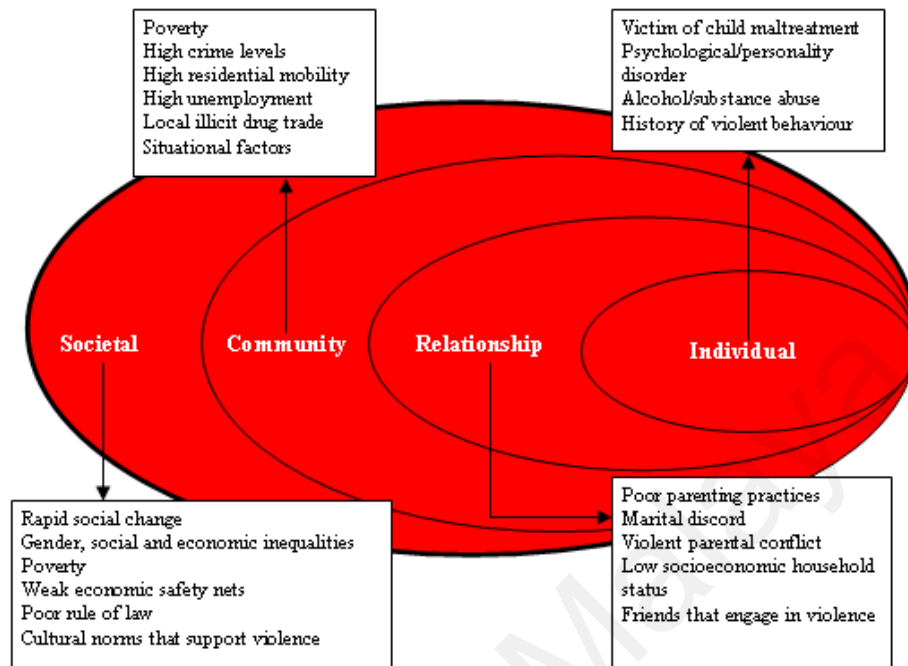 Poverty
High crime levels
High residential mobility
High unemployment
Local illicit drug trade
Situational factors
Victim of child maltreatment
Psychological/personality
disorder
Alcohol/substance abuse
History of violent behaviour
Societal
Community
Relationship
Individual
Rapid social change
Gender, social and economic inequalities
Poverty
Weak economic safety nets
Poor rule of law
Cultural norms that support violence
Poor parenting practices
Marital discord
Violent parental conflict
Low socioeconomic household
status
Friends that engage in violence
Malaya